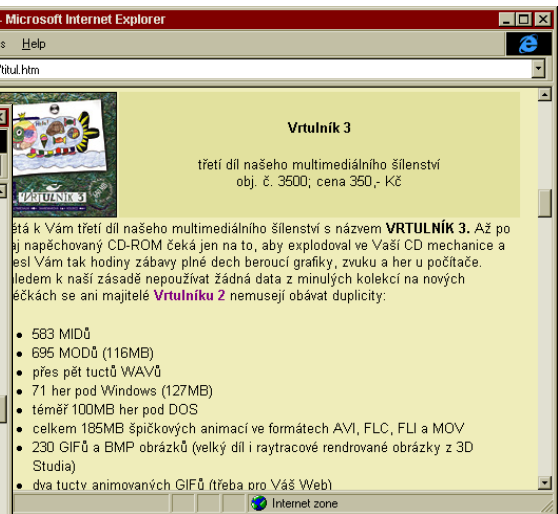 - Microsoft Internet Explorer
s Help
/titul.htm
VRTULNÍK 3
Vrtulník 3
třetí díl našeho multimediálního šílenství
obj. č. 3500; cena 350,- Kč
étá k Vám třetí díl našeho multimediálního šílenství s názvem VRTULNÍK 3. Až po
aj napěchovaný CD-ROM čeká jen na to, aby explodoval ve Vaší CD mechanice a
esl Vám tak hodiny zábavy plné dech beroucí grafiky, zvuku a her u počítače.
hledem k naší zásadě nepoužívat žádná data z minulých kolekcí na nových
éčkách se ani majitelé Vrtulníku 2 nemusejí obávat duplicity:
• 583 MIDů
• 695 MODů (116MB)
• přes pět tuctů WAVů
• 71 her pod Windows (127MB)
• téměř 100MB her pod DOS
• celkem 185MB špičkových animací ve formátech AVI, FLC, FLI a MOV
• 230 GIFů a BMP obrázků (velký díl i raytracové rendrované obrázky z 3D
Studia)
• dva tucty animovaných GIFů (třeba pro Váš Web)
Internet zone